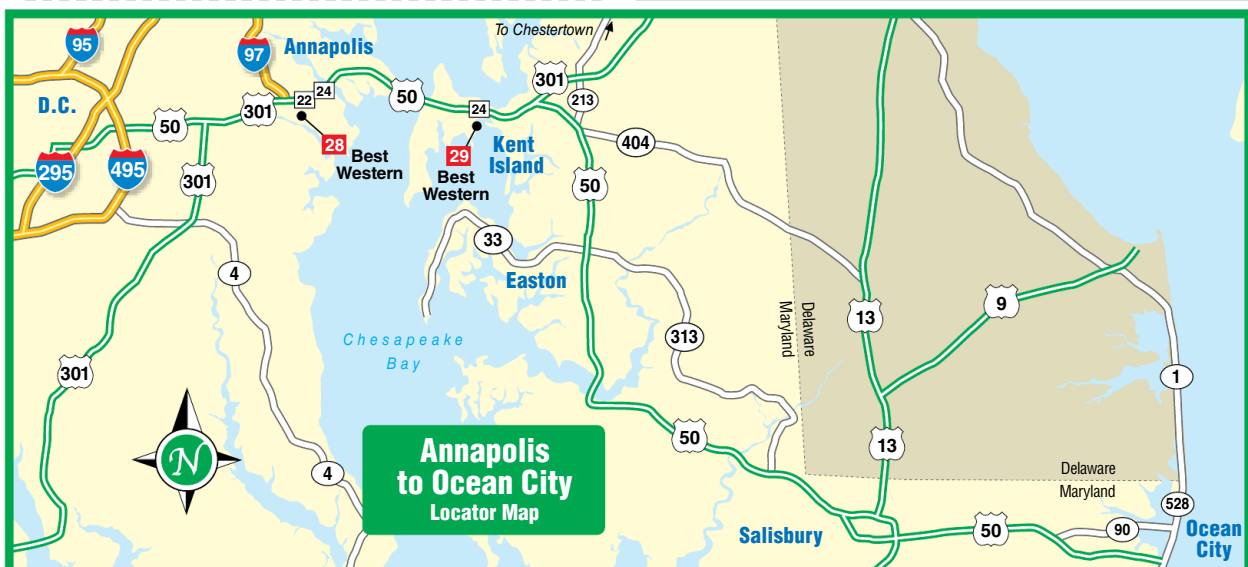 To Chestertown
95
97
Annapolis
301
D.C.
22
24
50
24
213
301
50
28
Best
Western
29
Best
Western
Kent
Island
404
295
495
301
50
33
Easton
4
313
Delaware
Maryland
13
9
Chesapeake
Bay
301
1
N
Annapolis
to Ocean City
Locator Map
50
13
4
Delaware
Maryland
528
Salisbury
50
90
Ocean
City